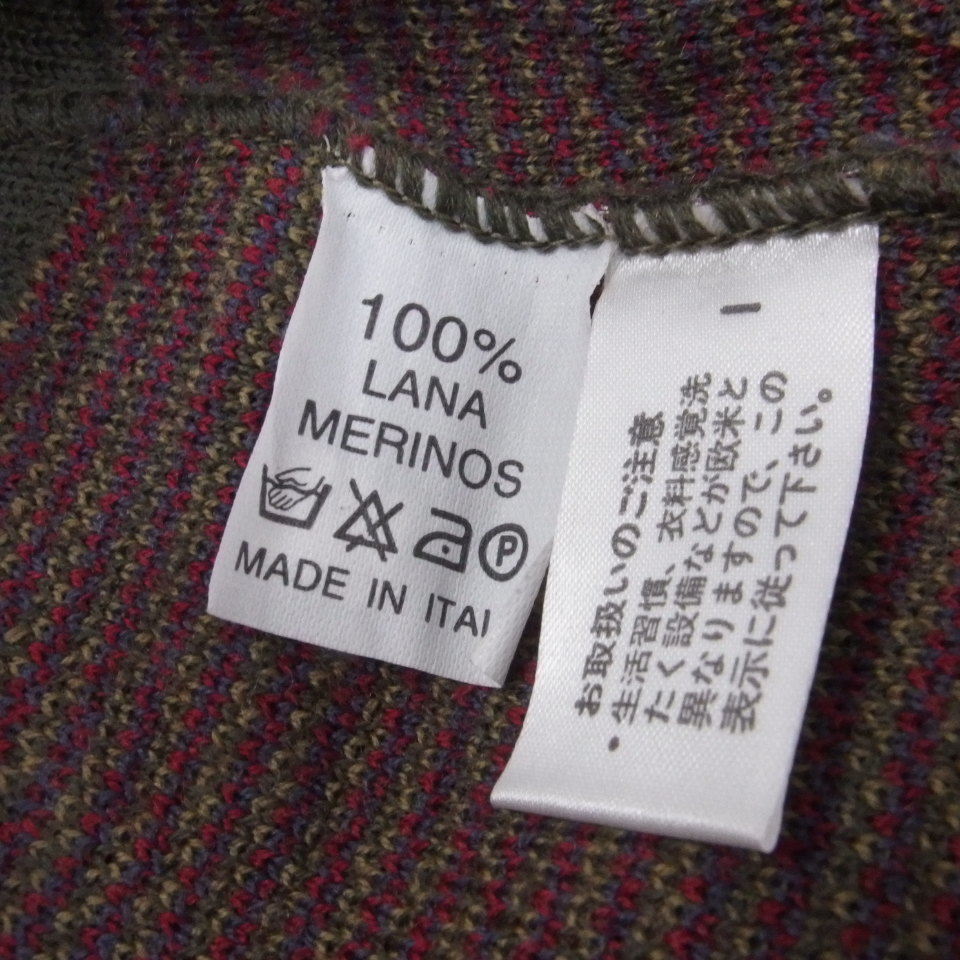 100%
LANA
MERINOS
P
MADE IN ITAI
お取扱いのご注意
・生活習慣、衣料感覚洗
たく設備などが欧米と
異なりますので、この
表示に従って下さい。